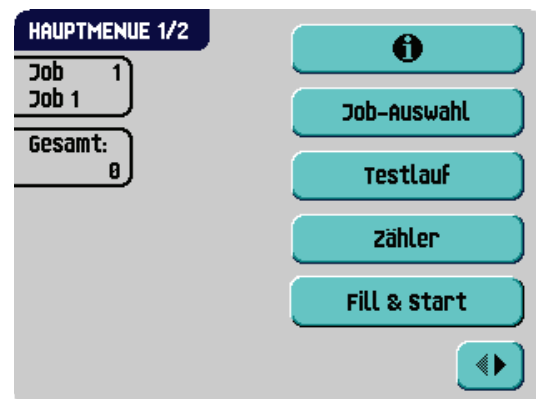 HAUPTMENUE 1/2
Job 1
Job 1
Gesamt:
0
Job-Auswahl
Testlauf
Zähler
Fill & Start